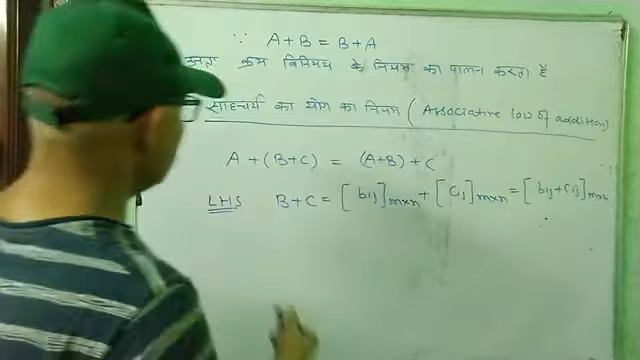 ∵ A+B = B+A
अतः क्रम विनिमय के नियम का पालन करता है
साहचर्य का योग का नियम (Associative law of addition)
A + (B+C) = (A+B) + C
LHS B+C = [bij]m×n + [Cij]m×n = [bij+Cij]m×n